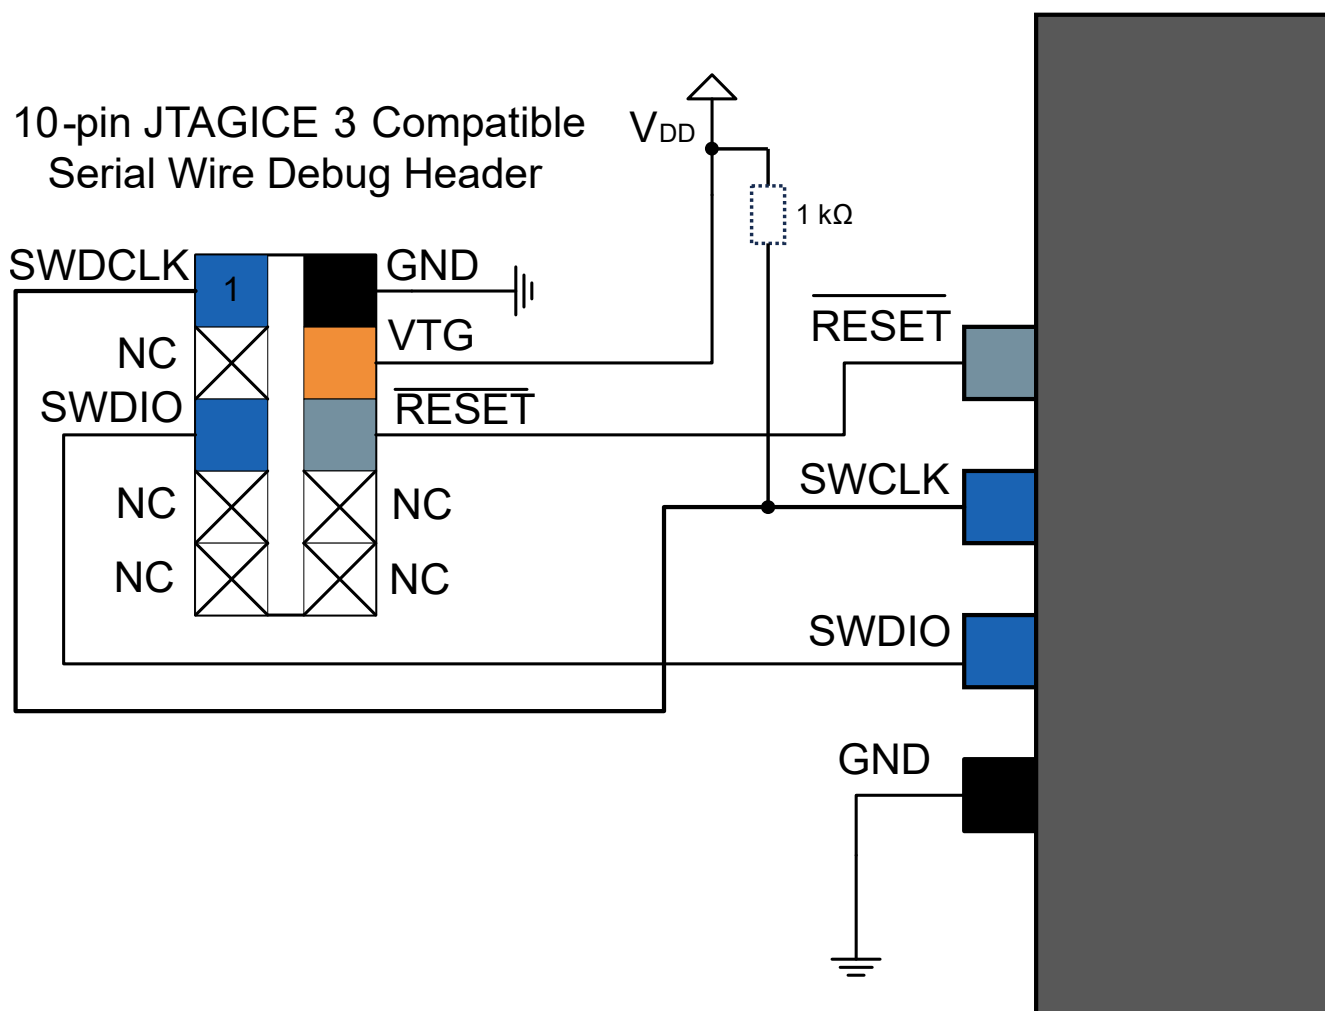 10-pin JTAGICE 3 Compatible
Serial Wire Debug Header
VDD
1 kΩ
SWDCLK
1
GND
NC
VTG
RESET
SWDIO
RESET
NC
NC
SWCLK
NC
NC
SWDIO
GND